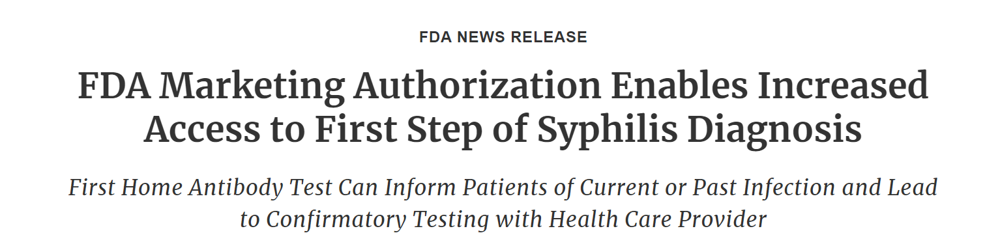 FDA NEWS RELEASE
FDA Marketing Authorization Enables Increased
Access to First Step of Syphilis Diagnosis
First Home Antibody Test Can Inform Patients of Current or Past Infection and Lead
to Confirmatory Testing with Health Care Provider